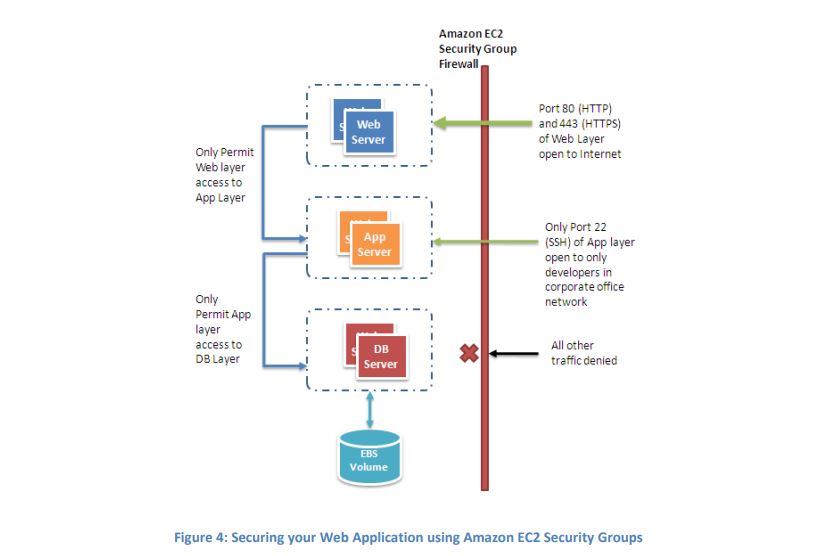 Amazon EC2
Security Group
Firewall
Web
Server
Port 80 (HTTP)
and 443 (HTTPS)
of Web Layer
open to Internet
Only Permit
Web layer
access to
App Layer
App
Server
Only Port 22
(SSH) of App layer
open to only
developers in
corporate office
network
Only
Permit App
layer
access to
DB Layer
DB
Server
All other
traffic denied
EBS
Volume
Figure 4: Securing your Web Application using Amazon EC2 Security Groups